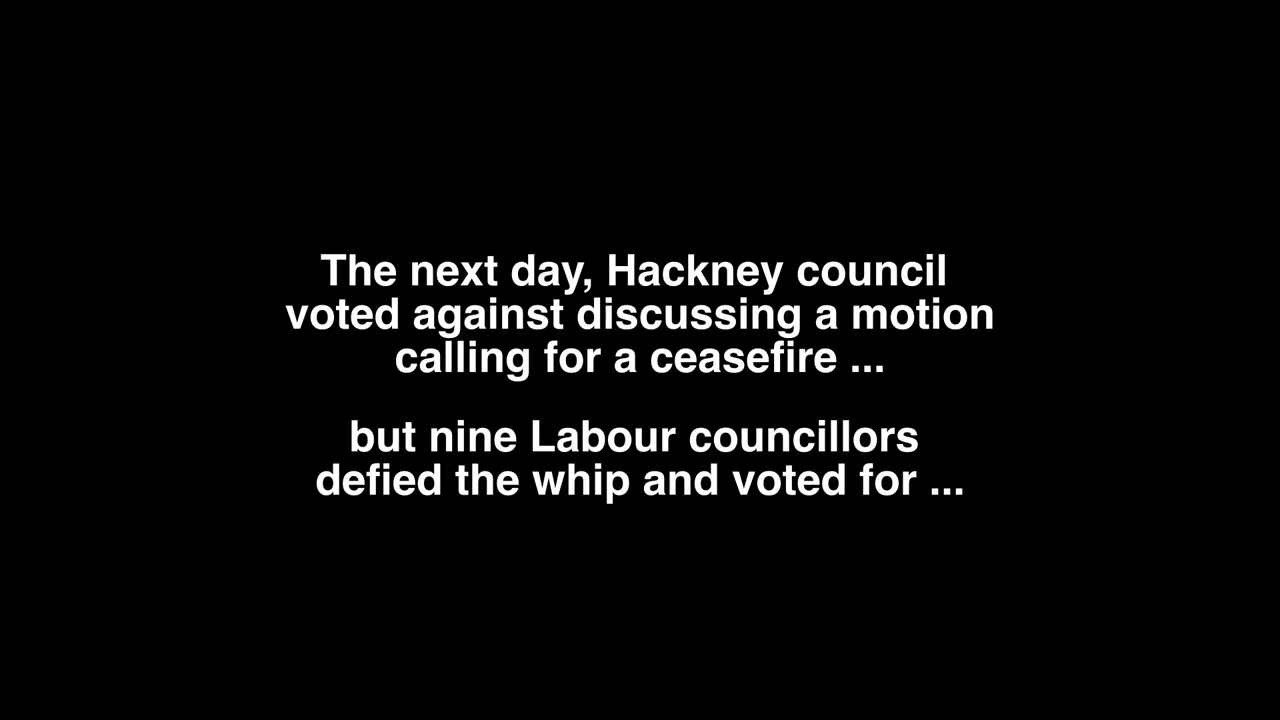 The next day, Hackney council
voted against discussing a motion
calling for a ceasefire ...
but nine Labour councillors
defied the whip and voted for ...